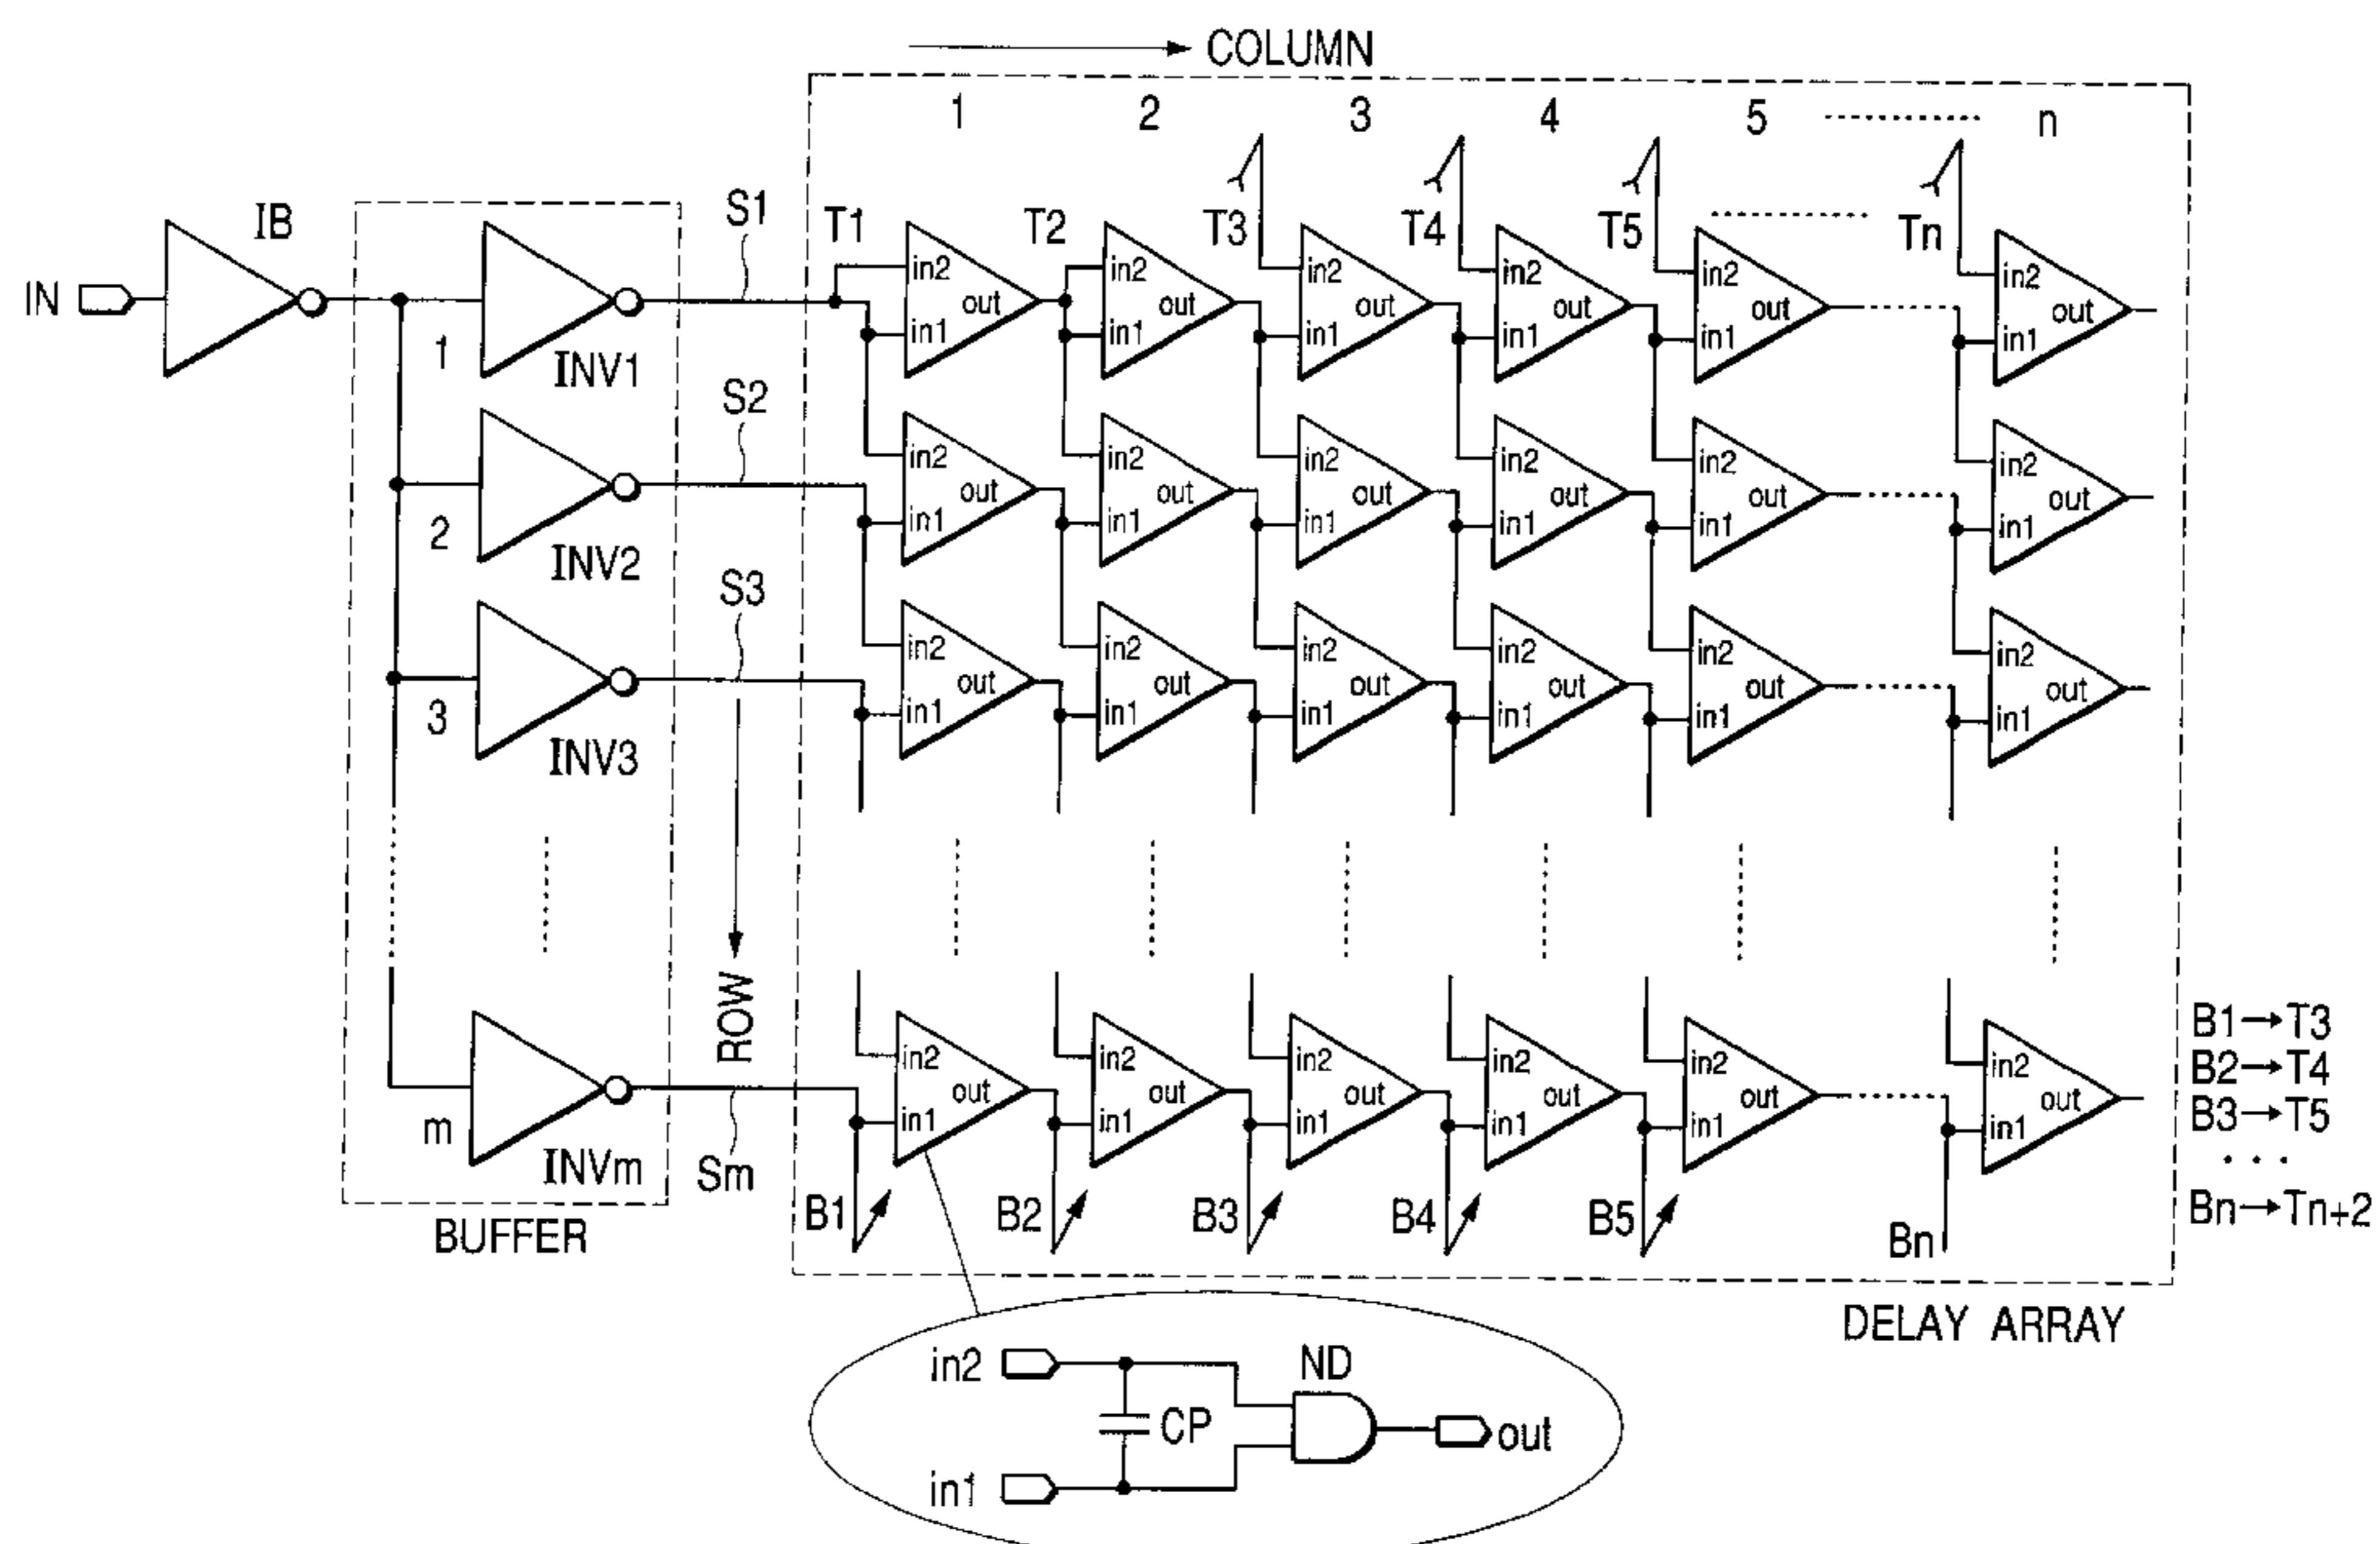 COLUMN
1 2 3 4 5 n
IB S1 T1 T2 T3 T4 T5 Tn
in2 in2 in2 in2 in2 in2
IN out out out out out out
1 in1 in1 in1 in1 in1 in1
INV1
S2
in2 in2 in2 in2 in2 in2
out out out out out out
2 in1 in1 in1 in1 in1 in1
INV2
S3
in2 in2 in2 in2 in2 in2
out out out out out out
3 in1 in1 in1 in1 in1 in1
INV3
ROW
in2 in2 in2 in2 in2 in2
out out out out out out
m in1 in1 in1 in1 in1 in1
INVm Sm
B1 B2 B3 B4 B5 Bn
B1→T3
B2→T4
B3→T5
. . .
Bn→Tn+2
BUFFER
DELAY ARRAY
in2 ND
CP out
in1